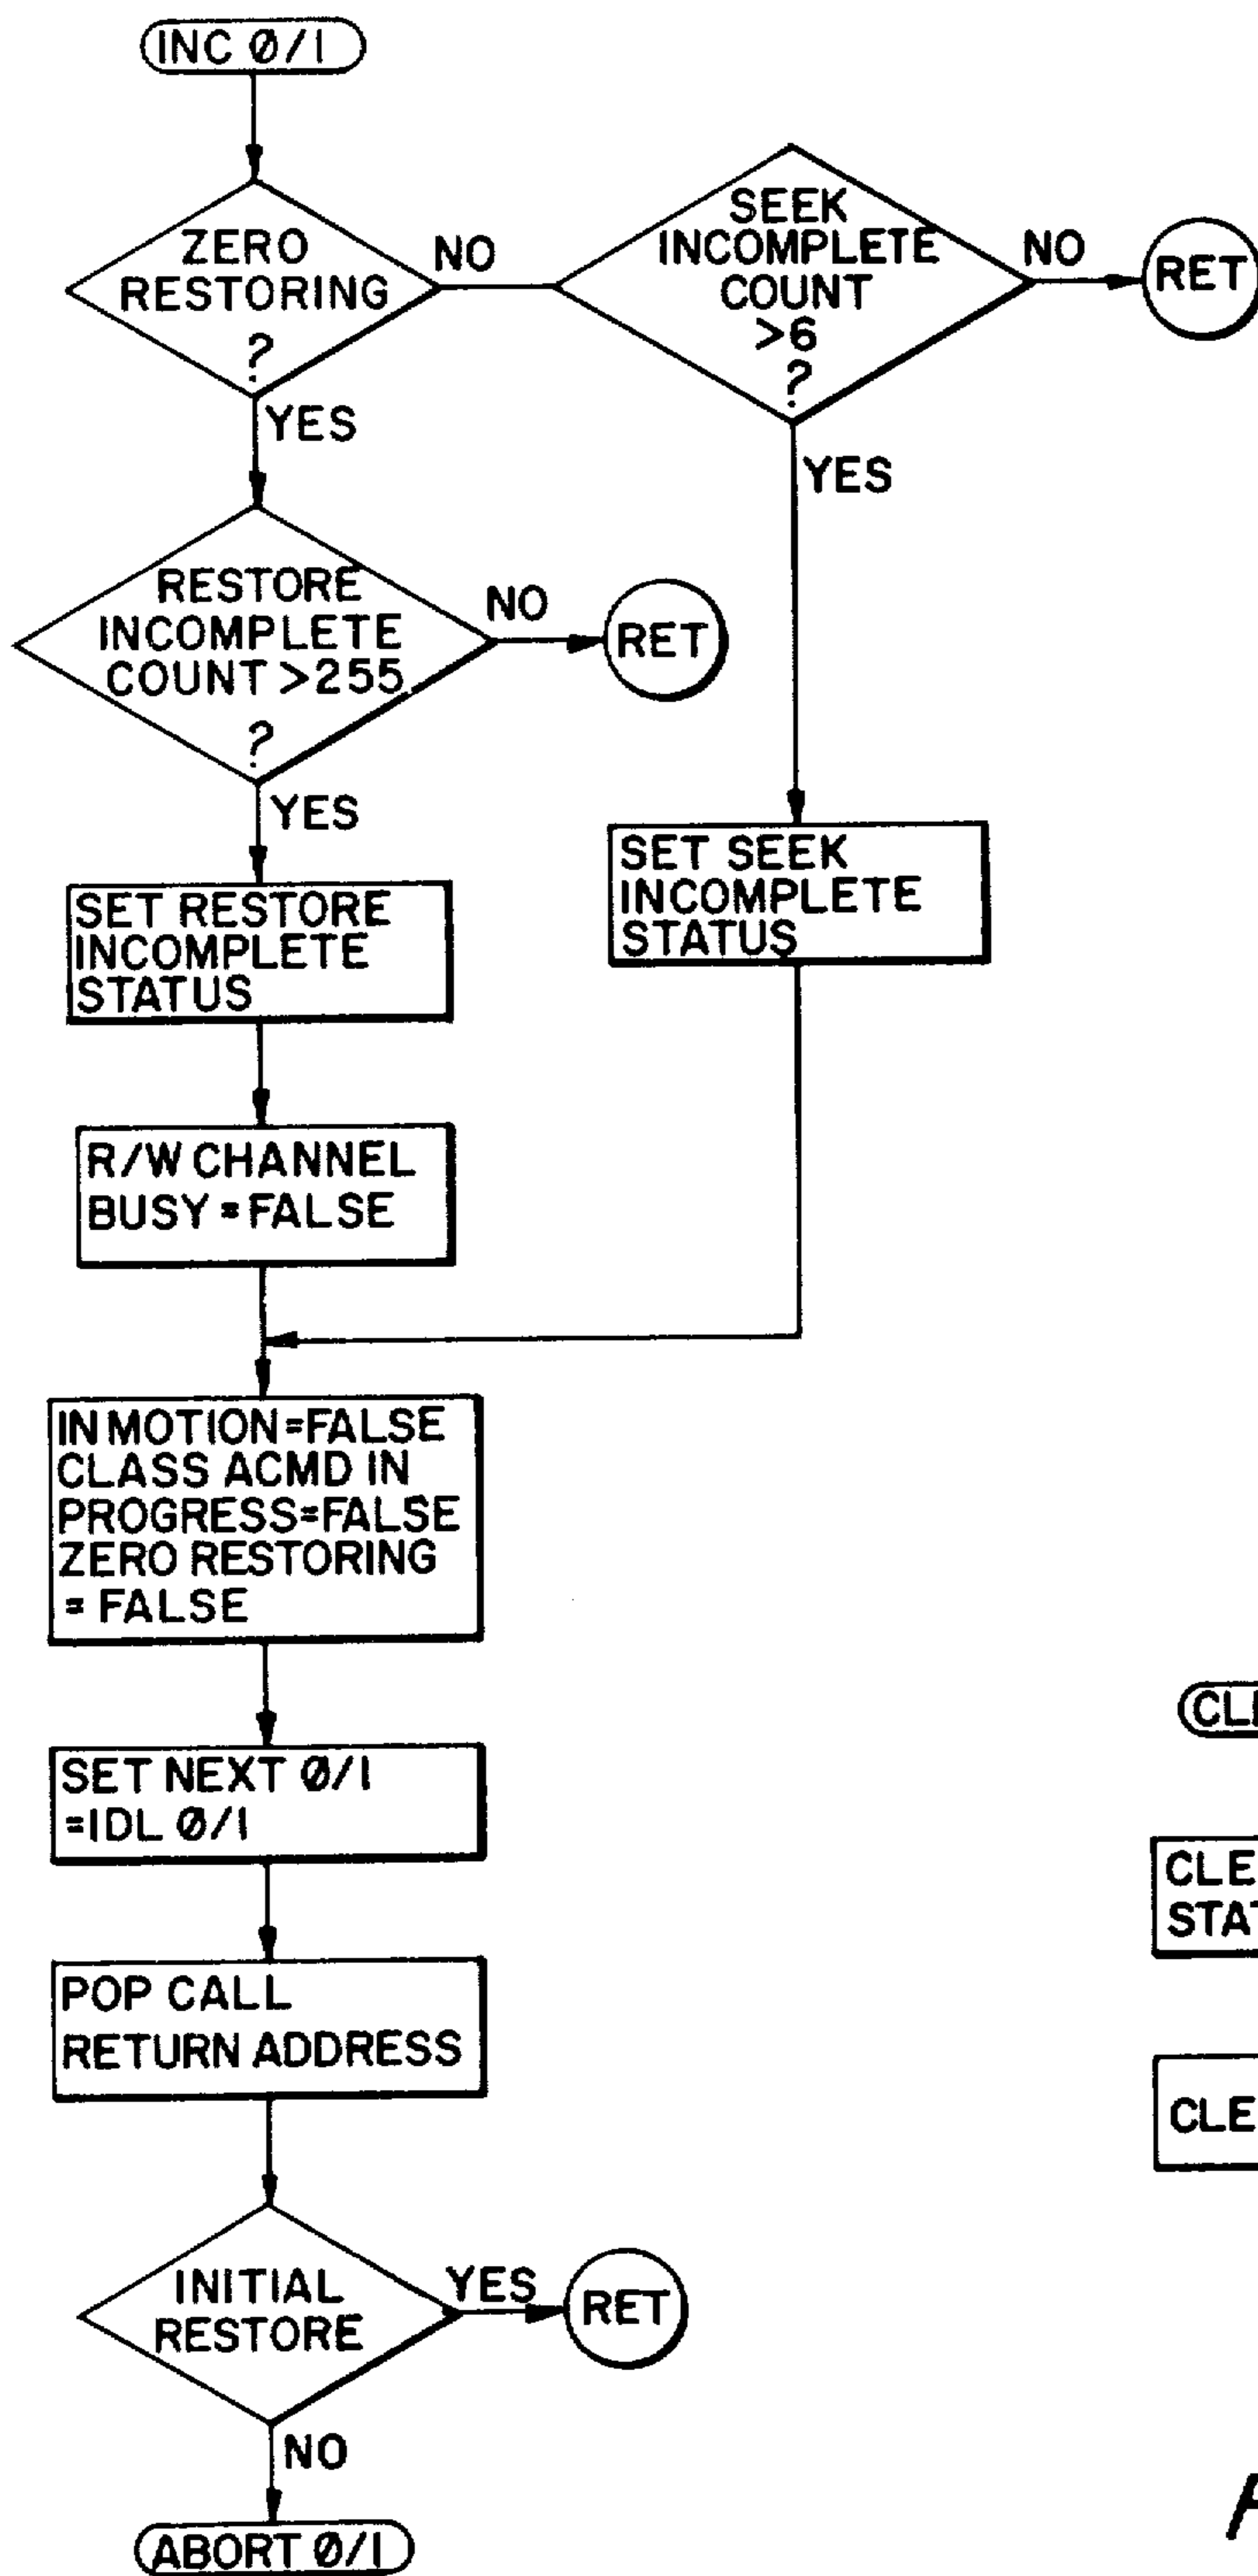 INC Ø/1
ZERO
RESTORING
?
NO
YES
SEEK
INCOMPLETE
COUNT
>6
?
NO
RET
YES
RESTORE
INCOMPLETE
COUNT >255
?
NO
RET
YES
SET RESTORE
INCOMPLETE
STATUS
SET SEEK
INCOMPLETE
STATUS
R/W CHANNEL
BUSY = FALSE
IN MOTION=FALSE
CLASS ACMD IN
PROGRESS=FALSE
ZERO RESTORING
= FALSE
SET NEXT Ø/1
=IDL Ø/1
POP CALL
RETURN ADDRESS
INITIAL
RESTORE
YES
RET
NO
ABORT Ø/1